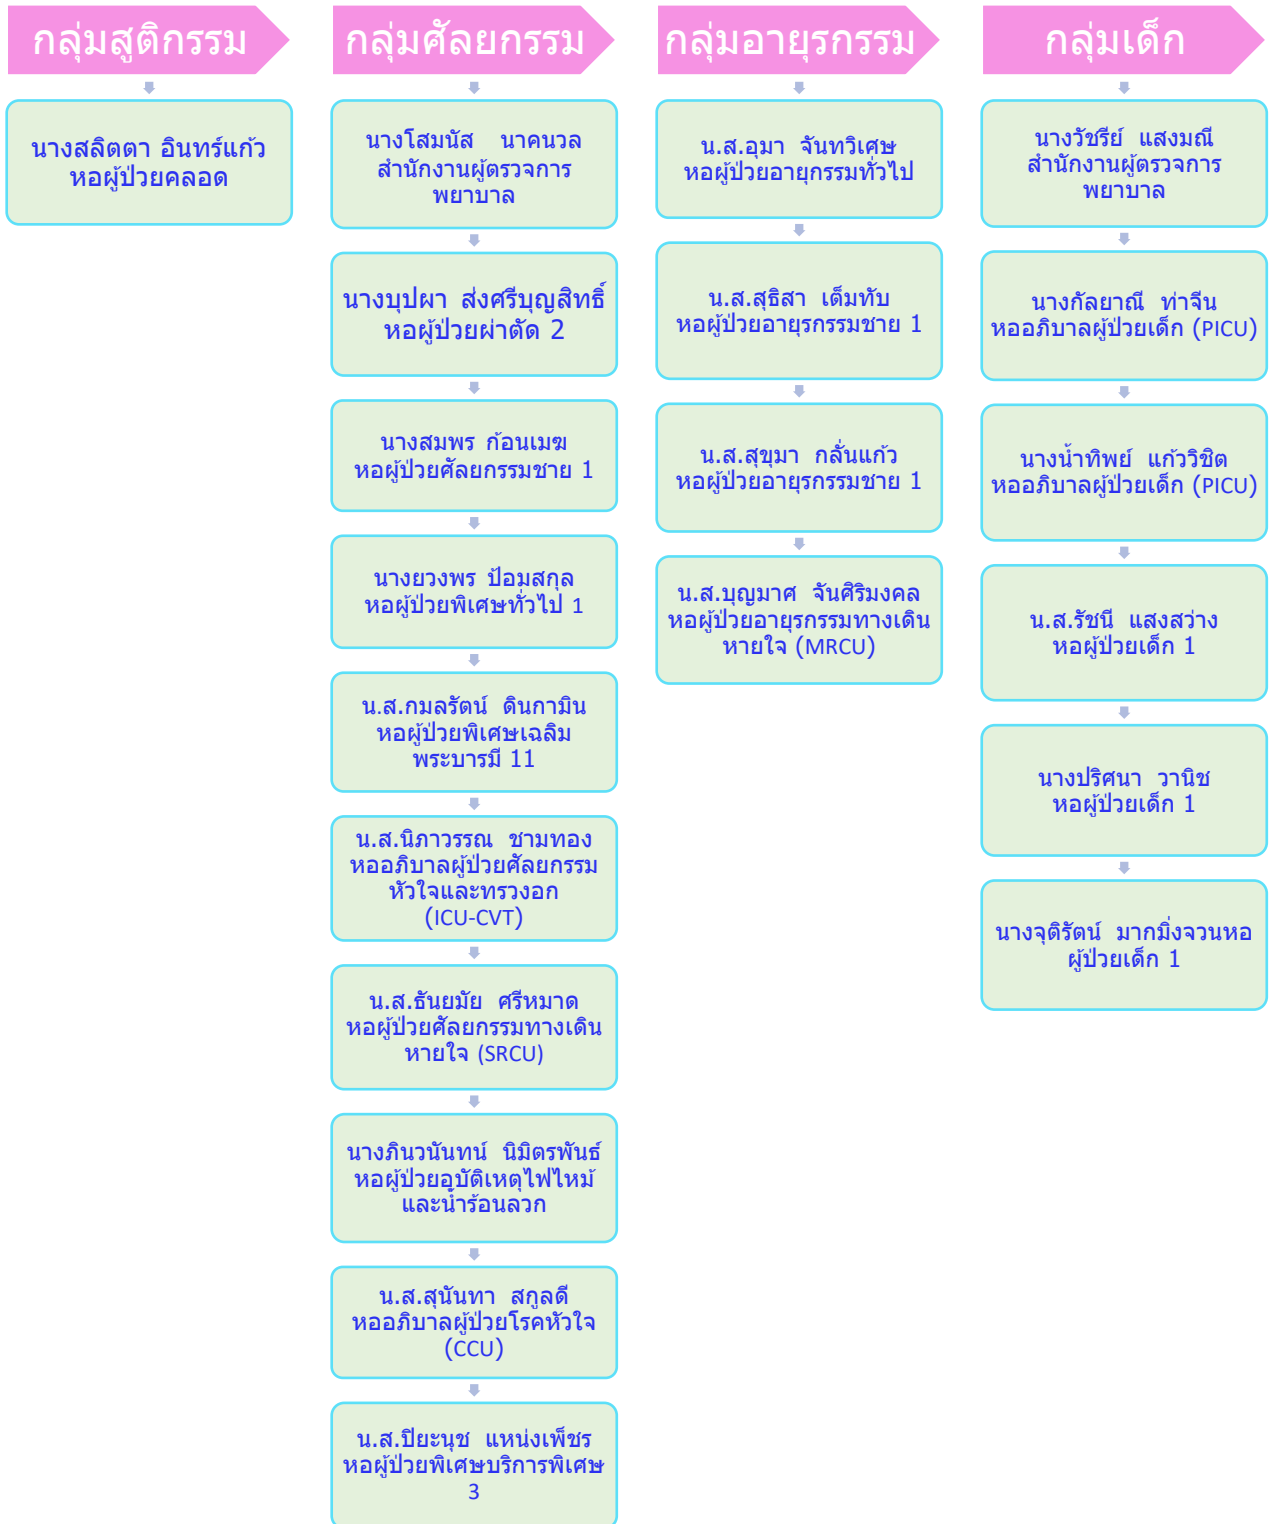 กลุ่มสูติกรรม
นางสลิตตา อินทร์แก้ว
หอผู้ป่วยคลอด
กลุ่มศัลยกรรม
นางโสมนัส นาคนวล
สำนักงานผู้ตรวจการ
พยาบาล
นางบุปผา ส่งศรีบุญสิทธิ์
หอผู้ป่วยผ่าตัด 2
นางสมพร ก้อนเมฆ
หอผู้ป่วยศัลยกรรมชาย 1
นางยวงพร ป้อมสกุล
หอผู้ป่วยพิเศษทั่วไป 1
น.ส.กมลรัตน์ ดินกามิน
หอผู้ป่วยพิเศษเฉลิม
พระบารมี 11
น.ส.นิภาวรรณ ชามทอง
หออภิบาลผู้ป่วยศัลยกรรม
หัวใจและทรวงอก
(ICU-CVT)
น.ส.ธันยมัย ศรีหมาด
หอผู้ป่วยศัลยกรรมทางเดิน
หายใจ (SRCU)
นางภินวนันทน์ นิมิตรพันธ์
หอผู้ป่วยอุบัติเหตุไฟไหม้
และน้ำร้อนลวก
น.ส.สุนันทา สกูลดี
หออภิบาลผู้ป่วยโรคหัวใจ
(CCU)
น.ส.ปิยะนุช แหน่งเพ็ชร
หอผู้ป่วยพิเศษบริการพิเศษ
3
กลุ่มอายุรกรรม
น.ส.อุมา จันทวิเศษ
หอผู้ป่วยอายุกรรมทั่วไป
น.ส.สุธิสา เต็มทับ
หอผู้ป่วยอายุรกรรมชาย 1
น.ส.สุขุมา กลั่นแก้ว
หอผู้ป่วยอายุรกรรมชาย 1
น.ส.บุญมาศ จันศิริมงคล
หอผู้ป่วยอายุรกรรมทางเดิน
หายใจ (MRCU)
กลุ่มเด็ก
นางวัชรีย์ แสงมณี
สำนักงานผู้ตรวจการ
พยาบาล
นางกัลยาณี ท่าจีน
หออภิบาลผู้ป่วยเด็ก (PICU)
นางน้ำทิพย์ แก้ววิชิต
หออภิบาลผู้ป่วยเด็ก (PICU)
น.ส.รัชนี แสงสว่าง
หอผู้ป่วยเด็ก 1
นางปริศนา วานิช
หอผู้ป่วยเด็ก 1
นางจุติรัตน์ มากมิ่งจวนหอ
ผู้ป่วยเด็ก 1